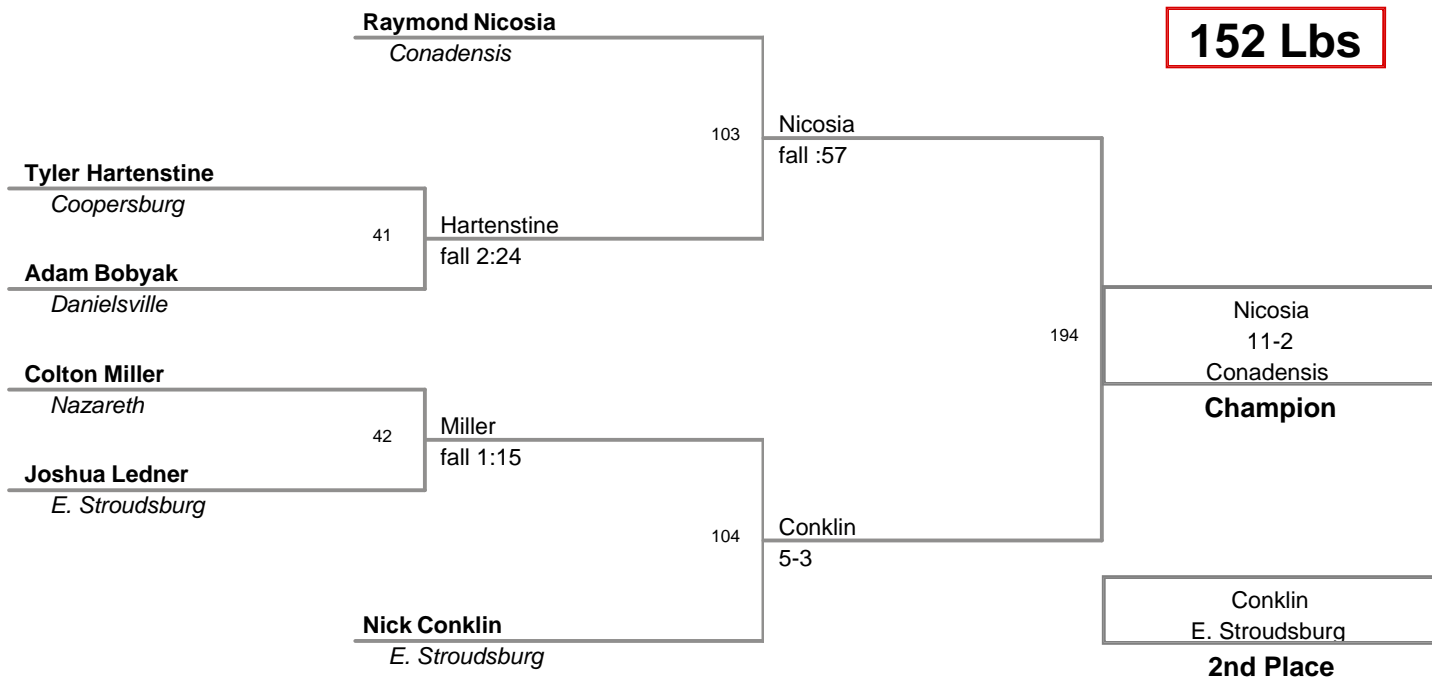 Raymond Nicosia
Conadensis
152 Lbs
103
Nicosia
fall :57
Tyler Hartenstine
Coopersburg
41
Hartenstine
fall 2:24
Adam Bobyak
Danielsville
194
Nicosia
11-2
Conadensis
Champion
Colton Miller
Nazareth
42
Miller
fall 1:15
Joshua Ledner
E. Stroudsburg
104
Conklin
5-3
Nick Conklin
E. Stroudsburg
Conklin
E. Stroudsburg
2nd Place